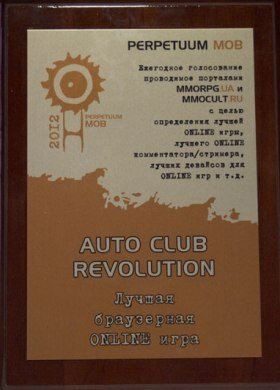 PERPETUUM MOB
2012
PERPETUUM
MOB
Ежегодное голосование
проводимое порталами
MMORPG.UA и
MMOCULT.RU
с целью
определения лучшей
ONLINE игры,
лучшего ONLINE
комментатора/стримера,
лучших девайсов для
ONLINE игр и т.д.
AUTO CLUB
REVOLUTION
Лучшая
браузерная
ONLINE игра